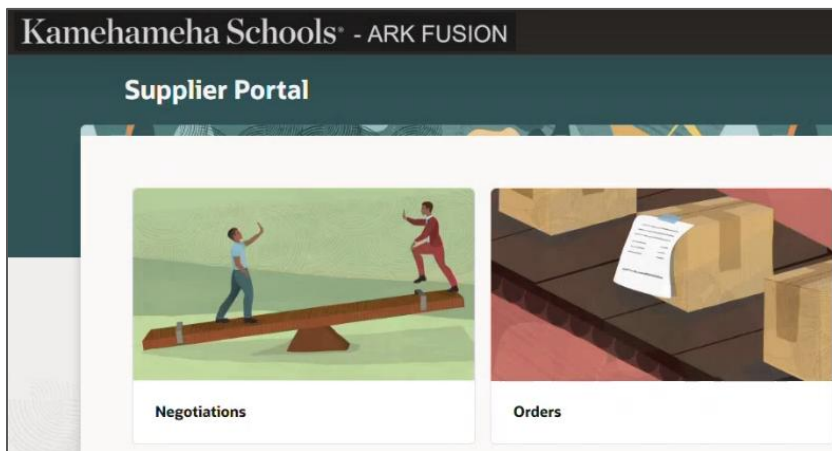 Kamehameha Schools® - ARK FUSION
Supplier Portal
Negotiations
Orders